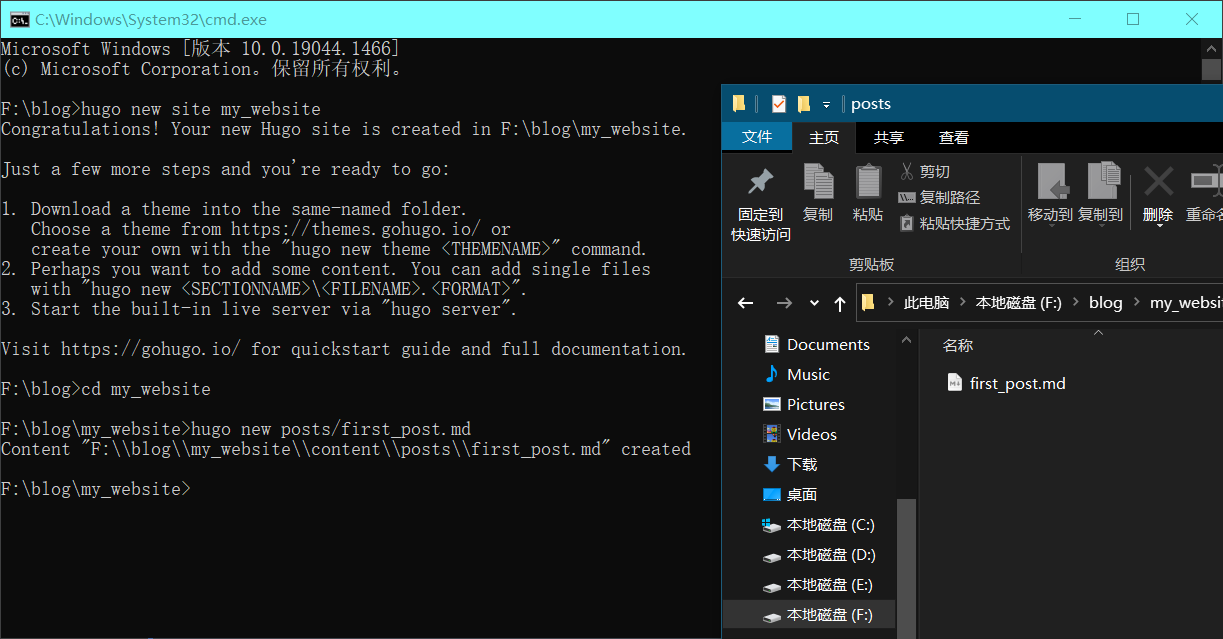 C:\Windows\System32\cmd.exe
Microsoft Windows [版本 10.0.19044.1466]
(c) Microsoft Corporation。保留所有权利。
F:\blog>hugo new site my_website
Congratulations! Your new Hugo site is created in F:\blog\my_website.
Just a few more steps and you're ready to go:
1. Download a theme into the same-named folder.
Choose a theme from https://themes.gohugo.io/ or
create your own with the "hugo new theme <THEMENAME>" command.
2. Perhaps you want to add some content. You can add single files
with "hugo new <SECTIONNAME>\<FILENAME>.<FORMAT>".
3. Start the built-in live server via "hugo server".
Visit https://gohugo.io/ for quickstart guide and full documentation.
F:\blog>cd my_website
F:\blog\my_website>hugo new posts/first_post.md
Content "F:\\blog\\my_website\\content\\posts\\first_post.md" created
F:\blog\my_website>
posts
文件 主页 共享 查看
固定到
快速访问
复制
粘贴
剪切
复制路径
粘贴快捷方式
移动到 复制到 删除 重命
剪贴板 组织
此电脑 本地磁盘 (F:) blog my_websi
名称
first_post.md
Documents
Music
Pictures
Videos
下载
桌面
本地磁盘 (C:)
本地磁盘 (D:)
本地磁盘 (E:)
本地磁盘 (F:)